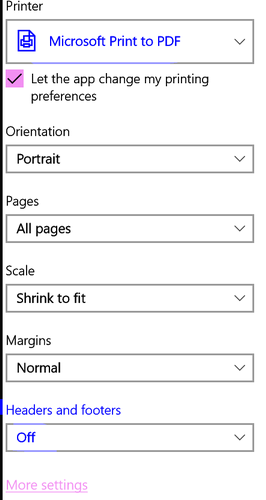 Printer
Microsoft Print to PDF
Let the app change my printing
preferences
Orientation
Portrait
Pages
All pages
Scale
Shrink to fit
Margins
Normal
Headers and footers
Off
More settings